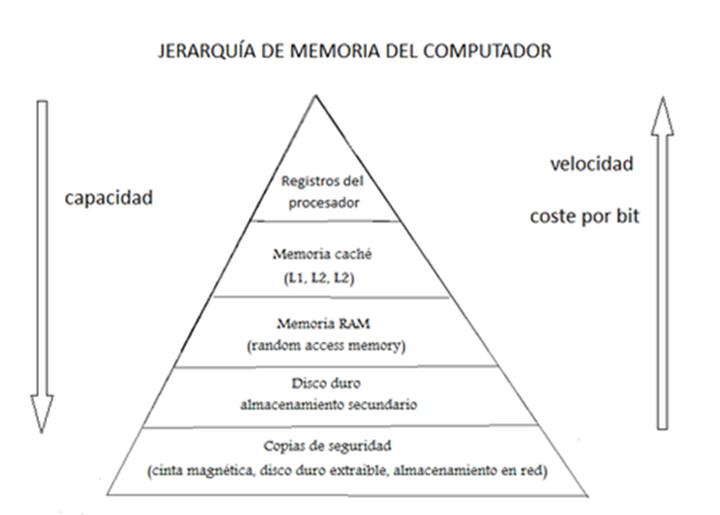 JERARQUÍA DE MEMORIA DEL COMPUTADOR
capacidad
velocidad
coste por bit
Registros del
procesador
Memoria caché
(L1, L2, L2)
Memoria RAM
(random access memory)
Disco duro
almacenamiento secundario
Copias de seguridad
(cinta magnética, disco duro extraible, almacenamiento en red)